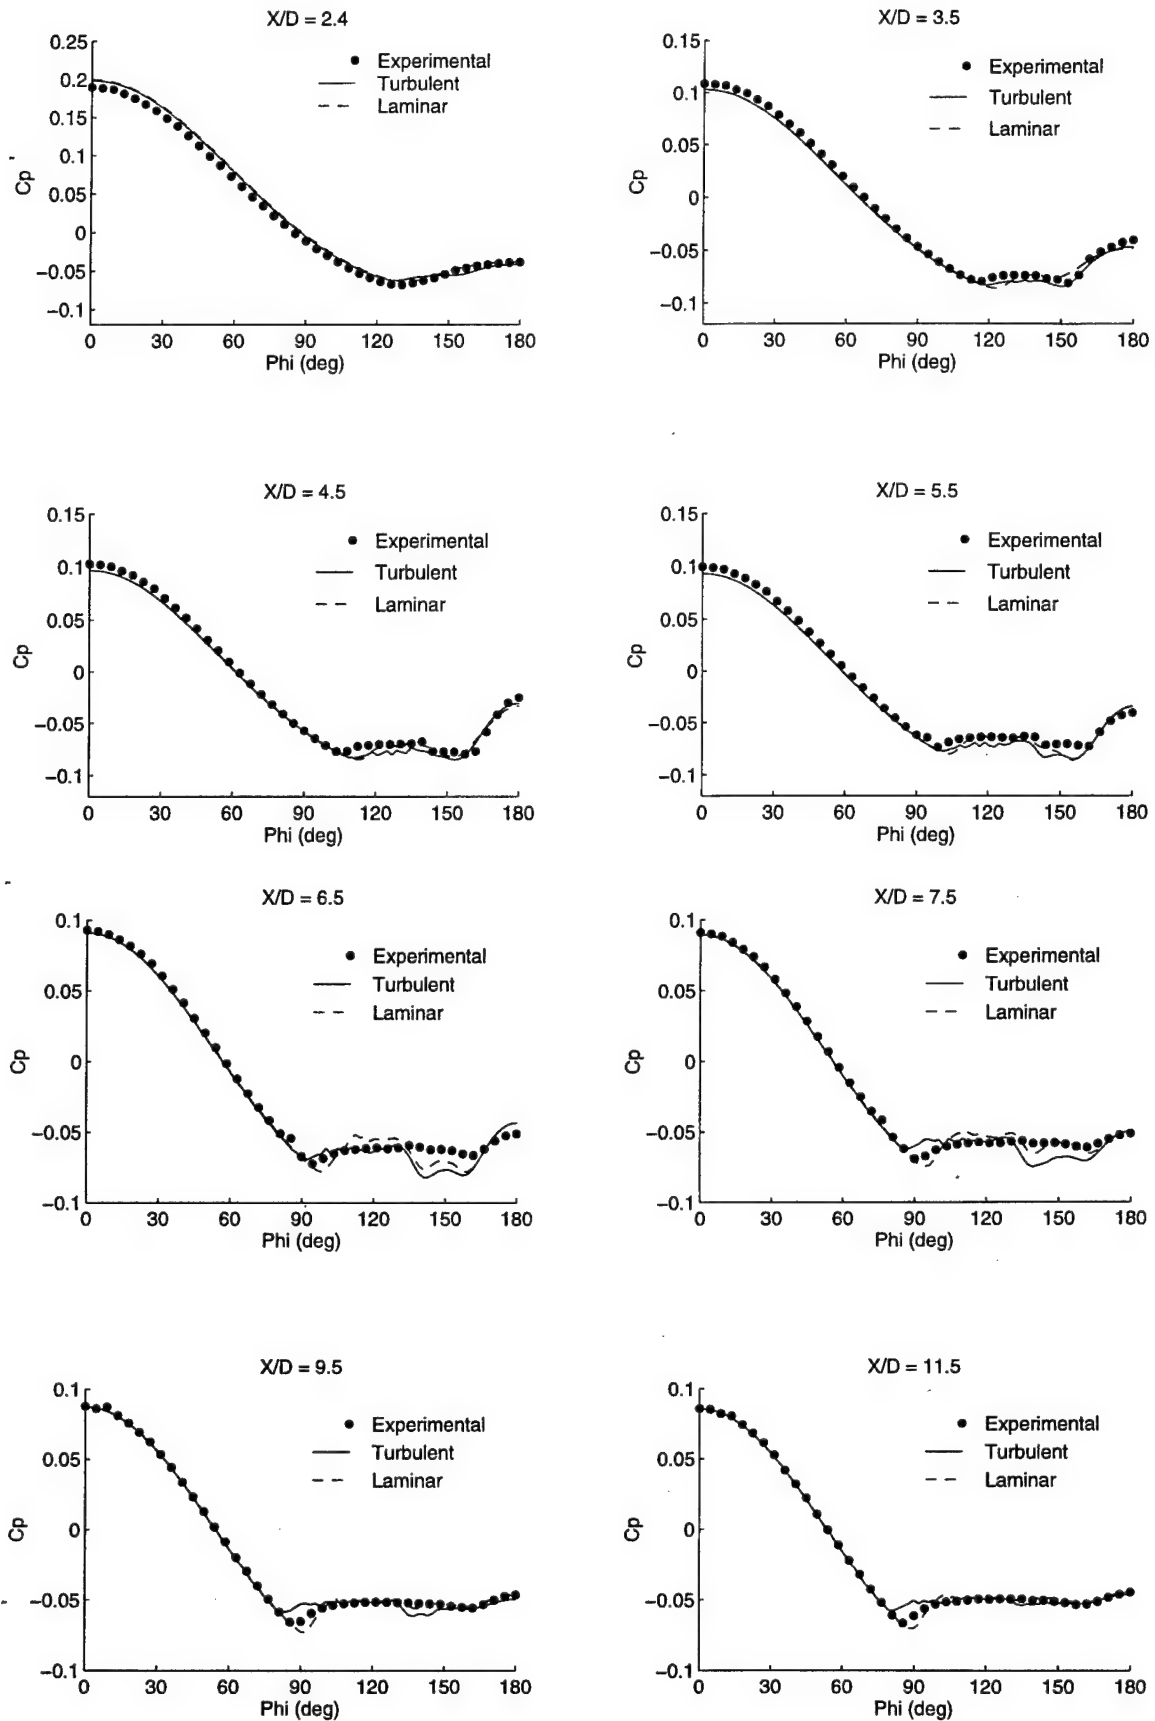 X/D = 2.4
0.25
0.2
0.15
0.1
0.05
0
−0.05
−0.1
Cp
Experimental
Turbulent
Laminar
0 30 60 90 120 150 180
Phi (deg)
X/D = 3.5
0.15
0.1
0.05
0
−0.05
−0.1
Cp
Experimental
Turbulent
Laminar
0 30 60 90 120 150 180
Phi (deg)
X/D = 4.5
0.15
0.1
0.05
0
−0.05
−0.1
Cp
Experimental
Turbulent
Laminar
0 30 60 90 120 150 180
Phi (deg)
X/D = 5.5
0.15
0.1
0.05
0
−0.05
−0.1
Cp
Experimental
Turbulent
Laminar
0 30 60 90 120 150 180
Phi (deg)
X/D = 6.5
0.1
0.05
0
−0.05
−0.1
Cp
Experimental
Turbulent
Laminar
0 30 60 90 120 150 180
Phi (deg)
X/D = 7.5
0.1
0.05
0
−0.05
−0.1
Cp
Experimental
Turbulent
Laminar
0 30 60 90 120 150 180
Phi (deg)
X/D = 9.5
0.1
0.05
0
−0.05
−0.1
Cp
Experimental
Turbulent
Laminar
0 30 60 90 120 150 180
Phi (deg)
X/D = 11.5
0.1
0.05
0
−0.05
−0.1
Cp
Experimental
Turbulent
Laminar
0 30 60 90 120 150 180
Phi (deg)